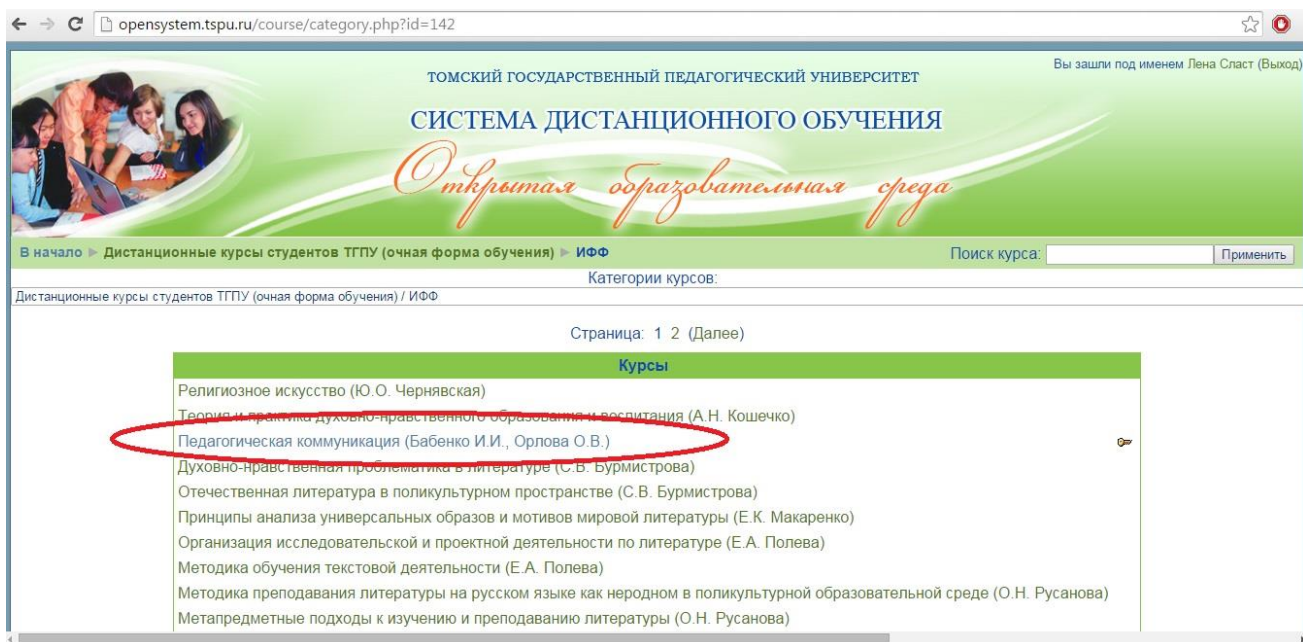 opensystem.tspu.ru/course/category.php?id=142
Вы зашли под именем Лена Сласт (Выход)
ТОМСКИЙ ГОСУДАРСТВЕННЫЙ ПЕДАГОГИЧЕСКИЙ УНИВЕРСИТЕТ
СИСТЕМА ДИСТАНЦИОННОГО ОБУЧЕНИЯ
Открытая образовательная среда
В начало ► Дистанционные курсы студентов ТГПУ (очная форма обучения) ► ИФФ Поиск курса: Применить
Категории курсов:
Дистанционные курсы студентов ТГПУ (очная форма обучения) / ИФФ
Страница: 1 2 (Далее)
Курсы
Религиозное искусство (Ю.О. Чернявская)
Теория и практика духовно-нравственного образования и воспитания (А.Н. Кошечко)
Педагогическая коммуникация (Бабенко И.И., Орлова О.В.)
Духовно-нравственная проблематика в литературе (С.В. Бурмистрова)
Отечественная литература в поликультурном пространстве (С.В. Бурмистрова)
Принципы анализа универсальных образов и мотивов мировой литературы (Е.К. Макаренко)
Организация исследовательской и проектной деятельности по литературе (Е.А. Полева)
Методика обучения текстовой деятельности (Е.А. Полева)
Методика преподавания литературы на русском языке как неродном в поликультурной образовательной среде (О.Н. Русанова)
Метапредметные подходы к изучению и преподаванию литературы (О.Н. Русанова)